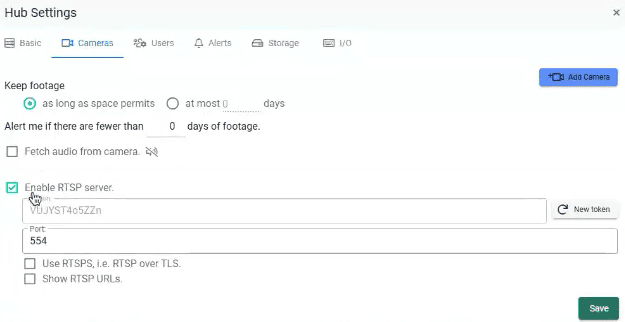 Hub Settings
Basic Cameras Users Alerts Storage I/O
Add Camera
Keep footage
as long as space permits at most 0 days
Alert me if there are fewer than 0 days of footage.
Fetch audio from camera.
Enable RTSP server.
New token
Port
554
Use RTSPS, i.e. RTSP over TLS.
Show RTSP URLs.
Save